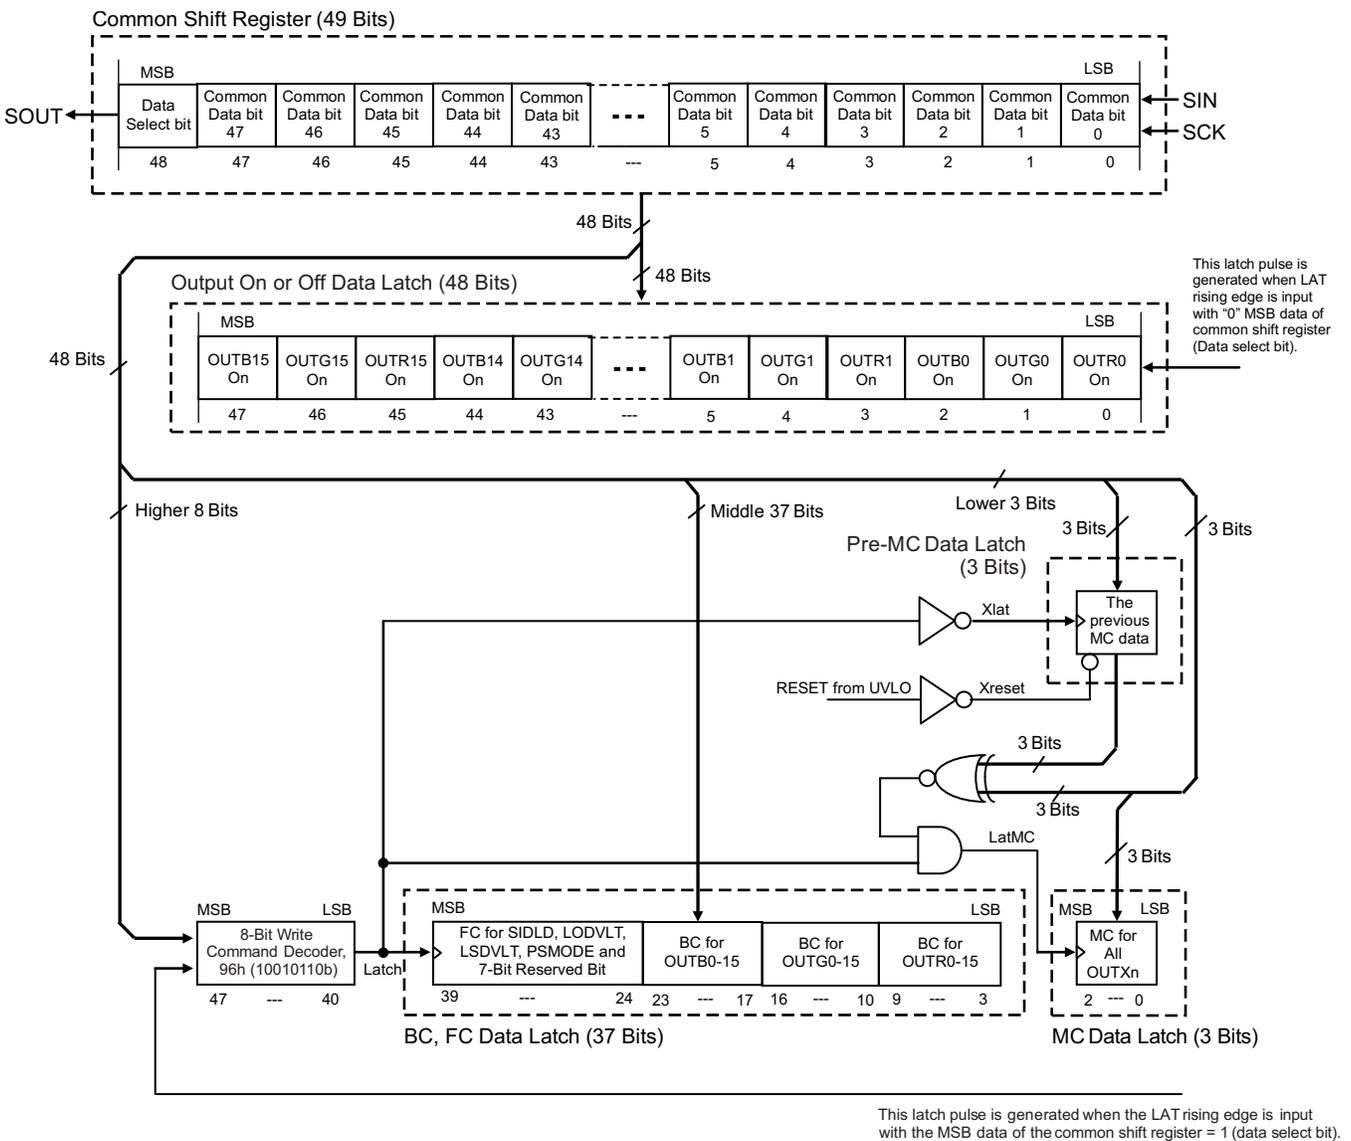 Common Shift Register (49 Bits)
MSB
LSB
SOUT
Data
Select bit
Common
Data bit
47
Common
Data bit
46
Common
Data bit
45
Common
Data bit
44
Common
Data bit
43
Common
Data bit
5
Common
Data bit
4
Common
Data bit
3
Common
Data bit
2
Common
Data bit
1
Common
Data bit
0
SIN
SCK
48 47 46 45 44 43 --- 5 4 3 2 1 0
48 Bits
48 Bits
Output On or Off Data Latch (48 Bits)
This latch pulse is
generated when LAT
rising edge is input
with “0” MSB data of
common shift register
(Data select bit).
MSB
LSB
48 Bits
OUTB15
On
OUTG15
On
OUTR15
On
OUTB14
On
OUTG14
On
OUTB1
On
OUTG1
On
OUTR1
On
OUTB0
On
OUTG0
On
OUTR0
On
47 46 45 44 43 --- 5 4 3 2 1 0
Higher 8 Bits
Middle 37 Bits
Lower 3 Bits
3 Bits
3 Bits
Pre-MC Data Latch
(3 Bits)
The
previous
MC data
Xlat
RESET from UVLO
Xreset
3 Bits
3 Bits
LatMC
3 Bits
MSB
LSB
8-Bit Write
Command Decoder,
96h (10010110b)
47 --- 40
Latch
MSB
LSB
FC for SIDLD, LODVLT,
LSDVLT, PSMODE and
7-Bit Reserved Bit
BC for
OUTB0-15
BC for
OUTG0-15
BC for
OUTR0-15
39 --- 24 23 --- 17 16 --- 10 9 --- 3
BC, FC Data Latch (37 Bits)
MSB
LSB
MC for
All
OUTXn
2 --- 0
MC Data Latch (3 Bits)
This latch pulse is generated when the LAT rising edge is input
with the MSB data of the common shift register = 1 (data select bit).